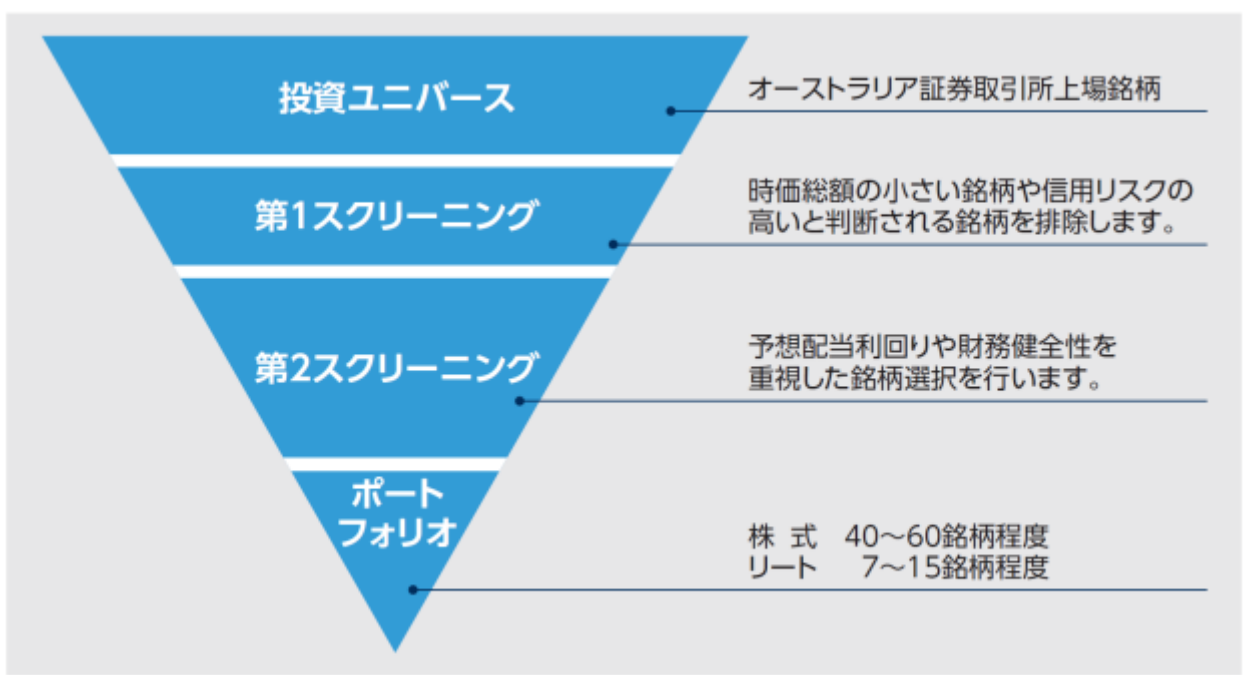 投資ユニバース
オーストラリア証券取引所上場銘柄
第1スクリーニング
時価総額の小さい銘柄や信用リスクの
高いと判断される銘柄を排除します。
第2スクリーニング
予想配当利回りや財務健全性を
重視した銘柄選択を行います。
ポート
フォリオ
株 式 40～60銘柄程度
リート 7～15銘柄程度